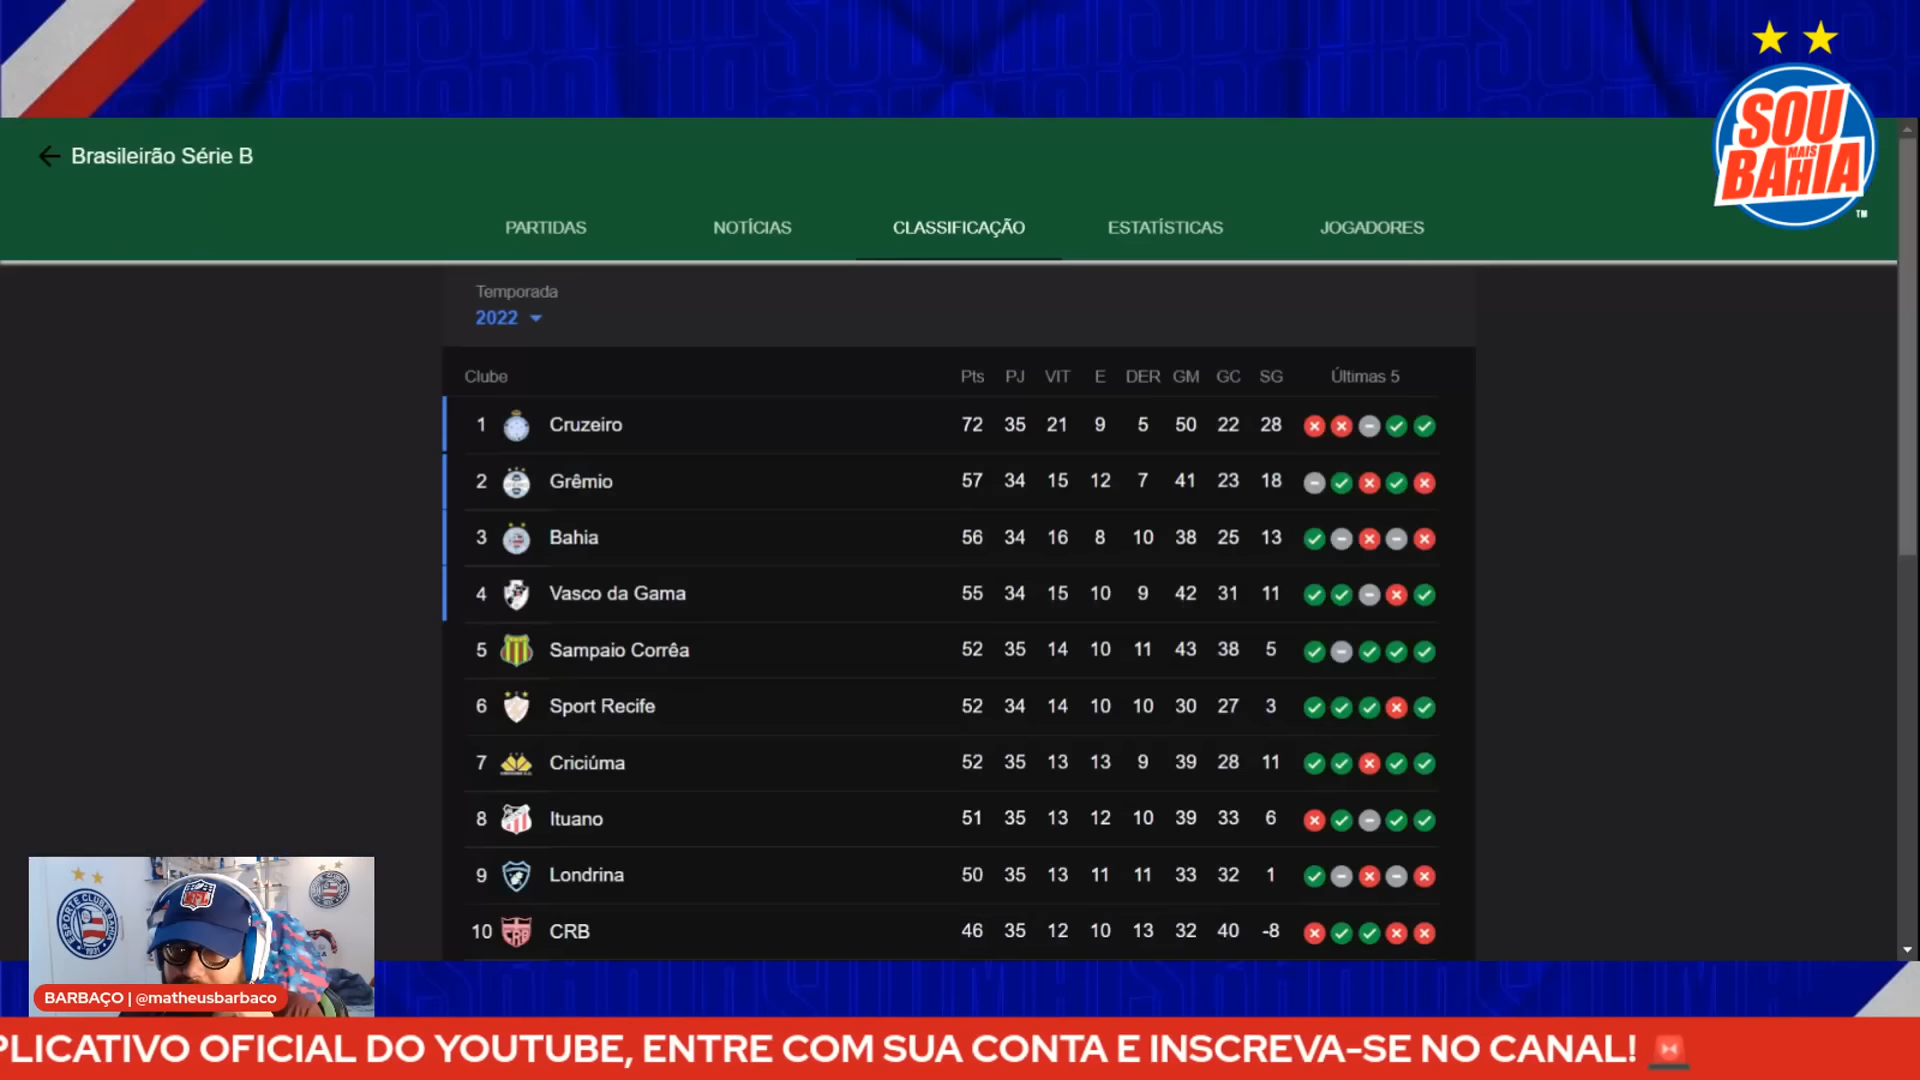 SOU
MAIS
BAHIA
TM
← Brasileirão Série B
PARTIDAS NOTÍCIAS CLASSIFICAÇÃO ESTATÍSTICAS JOGADORES
Temporada
2022
Clube Pts PJ VIT E DER GM GC SG Últimas 5
1 Cruzeiro 72 35 21 9 5 50 22 28
2 Grêmio 57 34 15 12 7 41 23 18
3 Bahia 56 34 16 8 10 38 25 13
4 Vasco da Gama 55 34 15 10 9 42 31 11
5 Sampaio Corrêa 52 35 14 10 11 43 38 5
6 Sport Recife 52 34 14 10 10 30 27 3
7 Criciúma 52 35 13 13 9 39 28 11
8 Ituano 51 35 13 12 10 39 33 6
9 Londrina 50 35 13 11 11 33 32 1
10 CRB 46 35 12 10 13 32 40 -8
ESPORTE CLUBE BAHIA
1931
NFL
BARBAÇO | @matheusbarbaco
PLICATIVO OFICIAL DO YOUTUBE, ENTRE COM SUA CONTA E INSCREVA-SE NO CANAL!